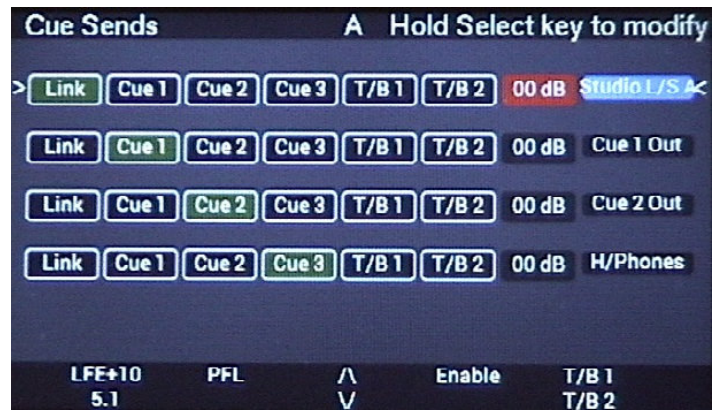 Cue Sends A Hold Select key to modify
> Link Cue 1 Cue 2 Cue 3 T/B 1 T/B 2 00 dB Studio L/S A <
Link Cue 1 Cue 2 Cue 3 T/B 1 T/B 2 00 dB Cue 1 Out
Link Cue 1 Cue 2 Cue 3 T/B 1 T/B 2 00 dB Cue 2 Out
Link Cue 1 Cue 2 Cue 3 T/B 1 T/B 2 00 dB H/Phones
LFE+10 PFL /\ Enable T/B 1
5.1 \/ T/B 2